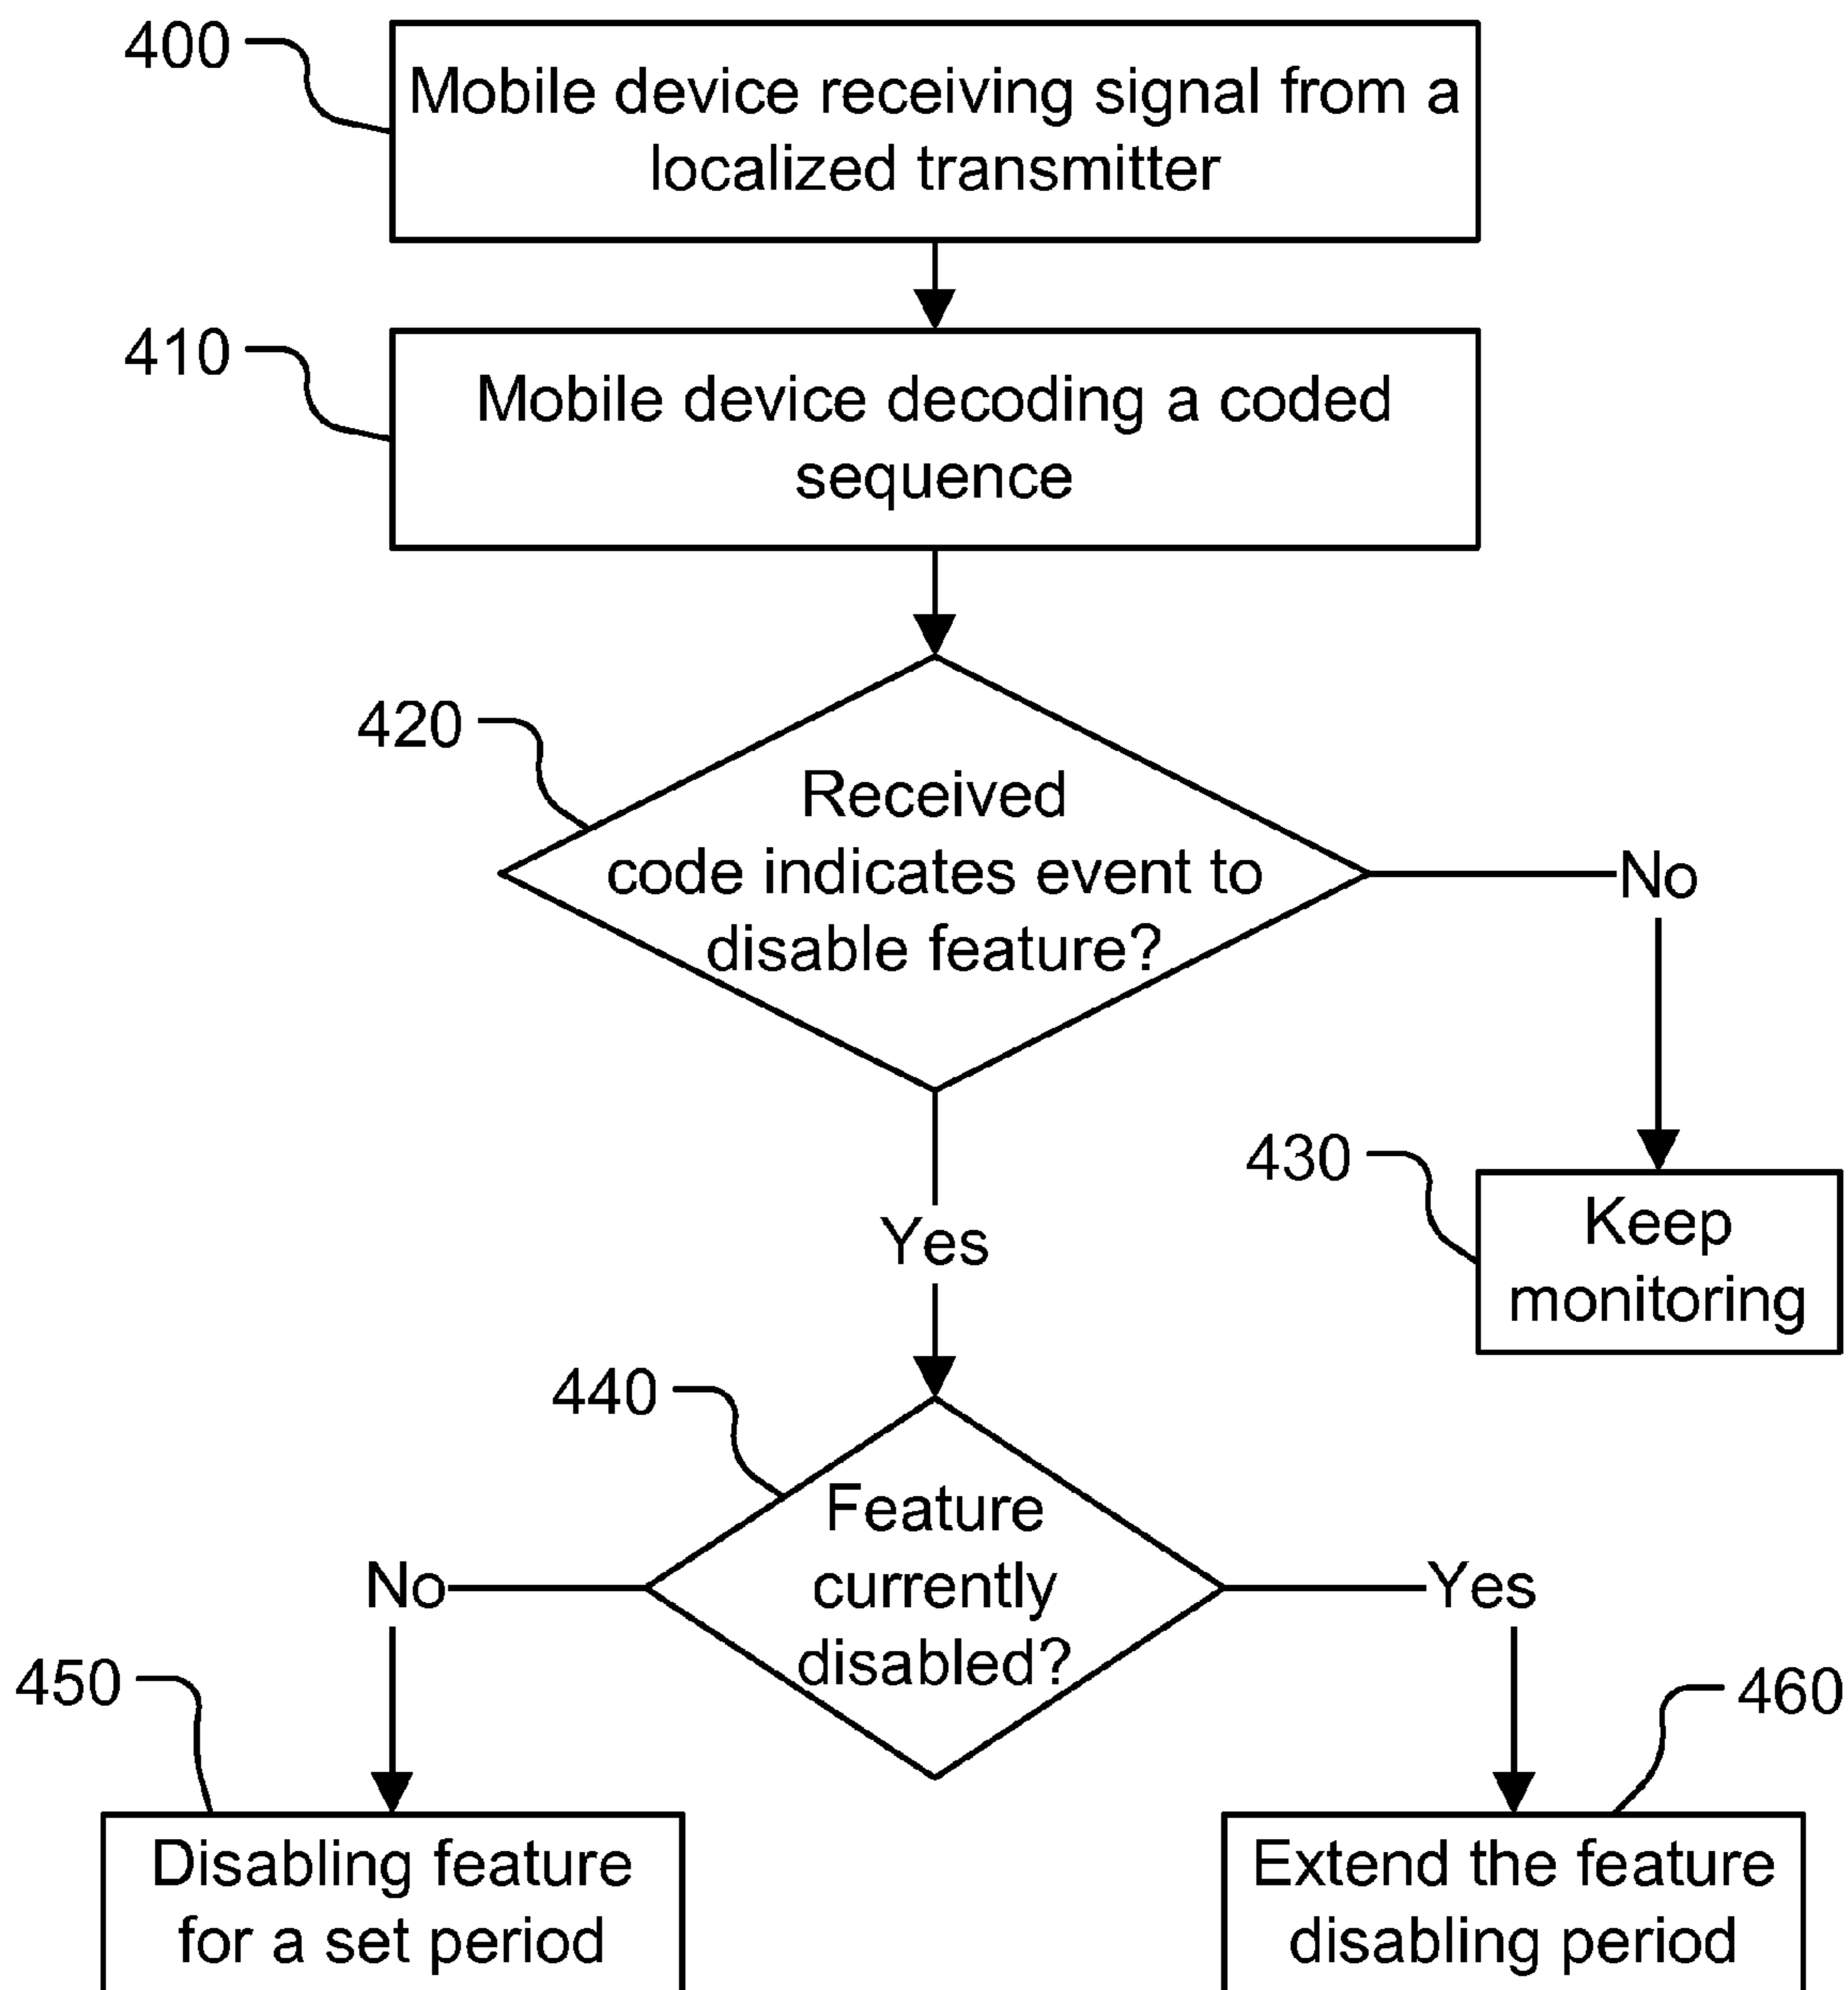 400
Mobile device receiving signal from a
localized transmitter
410
Mobile device decoding a coded
sequence
420
Received
code indicates event to
disable feature?
No
430
Keep
monitoring
Yes
440
Feature
currently
disabled?
No
Yes
450
460
Disabling feature
for a set period
Extend the feature
disabling period